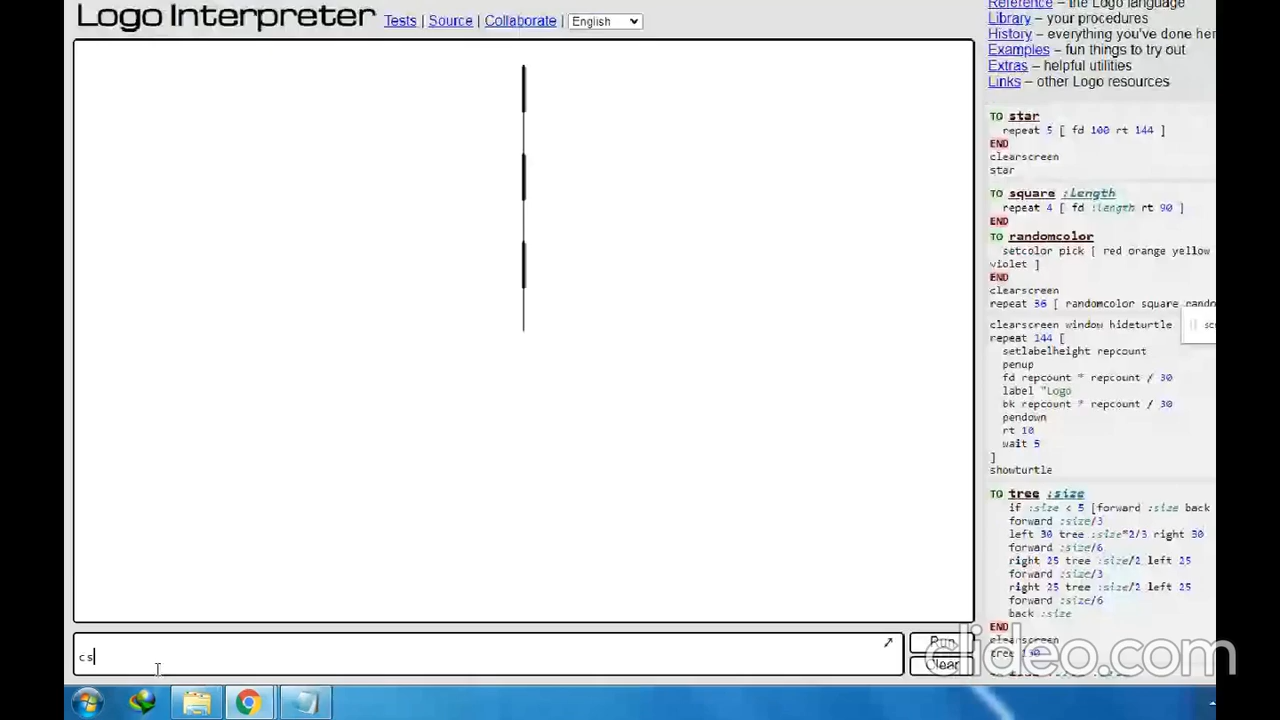 Logo Interpreter Tests | Source | Collaborate | English
Reference – the Logo language
Library – your procedures
History – everything you've done her
Examples – fun things to try out
Extras – helpful utilities
Links – other Logo resources
TO star
repeat 5 [ fd 100 rt 144 ]
END
clearscreen
star
TO square :length
repeat 4 [ fd :length rt 90 ]
END
TO randomcolor
setcolor pick [ red orange yellow
violet ]
END
clearscreen
repeat 36 [ randomcolor square rando
clearscreen window hideturtle
repeat 144 [
setlabelheight repcount
penup
fd repcount * repcount / 30
label "Logo
bk repcount * repcount / 30
pendown
rt 10
wait 5
]
showturtle
TO tree :size
if :size < 5 [forward :size back
forward :size/3
left 30 tree :size*2/3 right 30
forward :size/6
right 25 tree :size/2 left 25
forward :size/3
right 25 tree :size/2 left 25
forward :size/6
back :size
END
clearscreen
tree 150
cs
Run
Clear
clideo.com